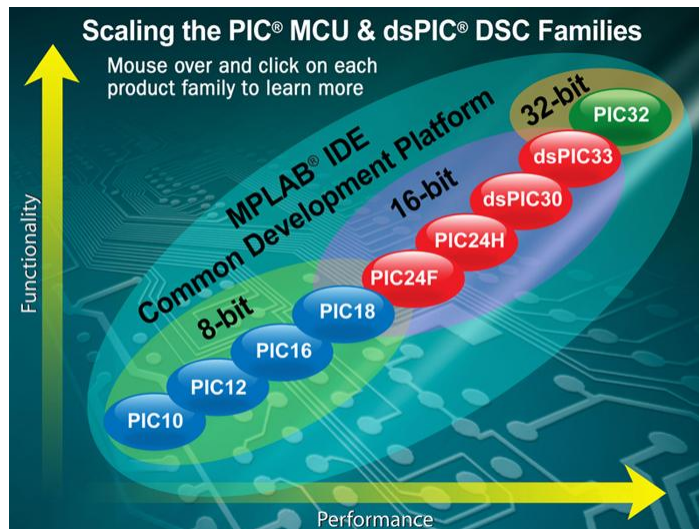 Scaling the PIC® MCU & dsPIC® DSC Families
Mouse over and click on each
product family to learn more
Functionality
MPLAB® IDE
Common Development Platform
32-bit
PIC32
dsPIC33
16-bit
dsPIC30
PIC24H
PIC24F
8-bit
PIC18
PIC16
PIC12
PIC10
Performance